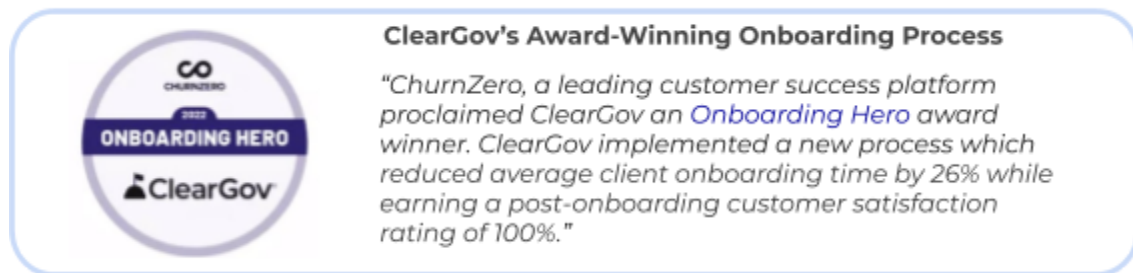 CHURNZERO
2022
ONBOARDING HERO
ClearGov
ClearGov’s Award-Winning Onboarding Process
“ChurnZero, a leading customer success platform
proclaimed ClearGov an Onboarding Hero award
winner. ClearGov implemented a new process which
reduced average client onboarding time by 26% while
earning a post-onboarding customer satisfaction
rating of 100%.”